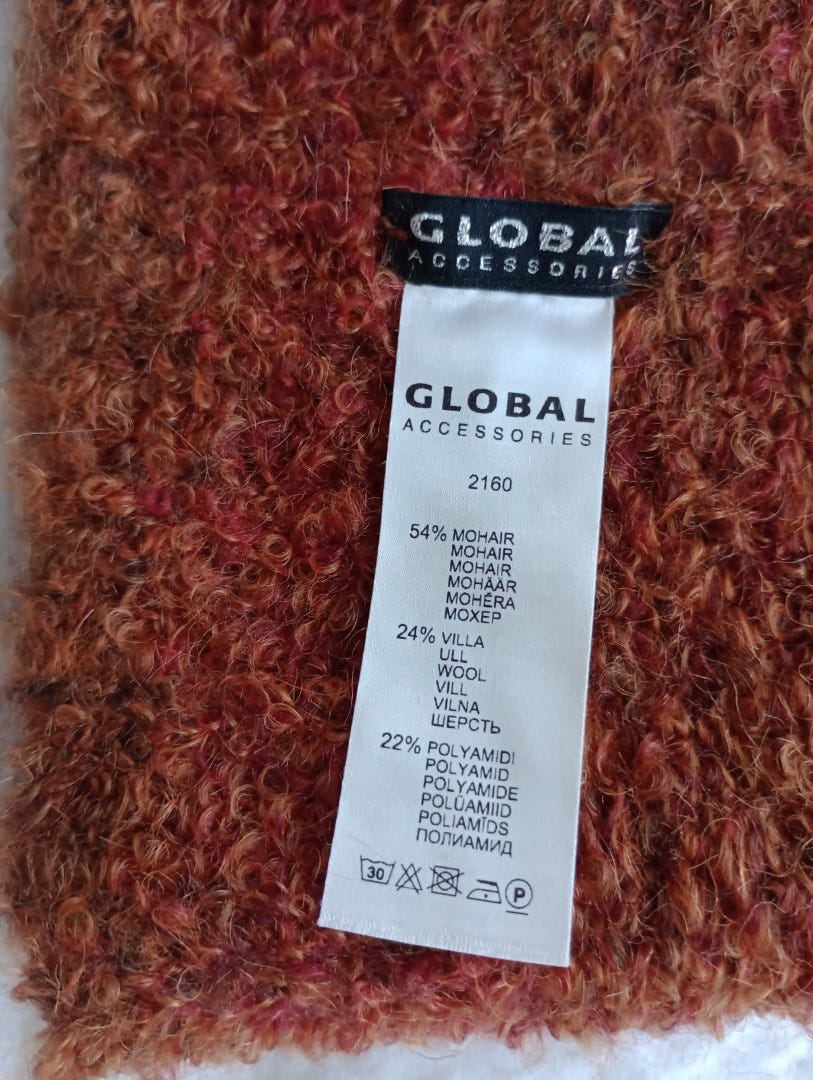 GLOBAL
ACCESSORIES
GLOBAL
ACCESSORIES
2160
54% MOHAIR
MOHAIR
MOHAIR
MOHÄÄR
MOHĒRA
МОХЕР
24% VILLA
ULL
WOOL
VILL
VILNA
ШЕРСТЬ
22% POLYAMIDI
POLYAMID
POLYAMIDE
POLÜAMIID
POLIAMĪDS
ПОЛИАМИД
30
P